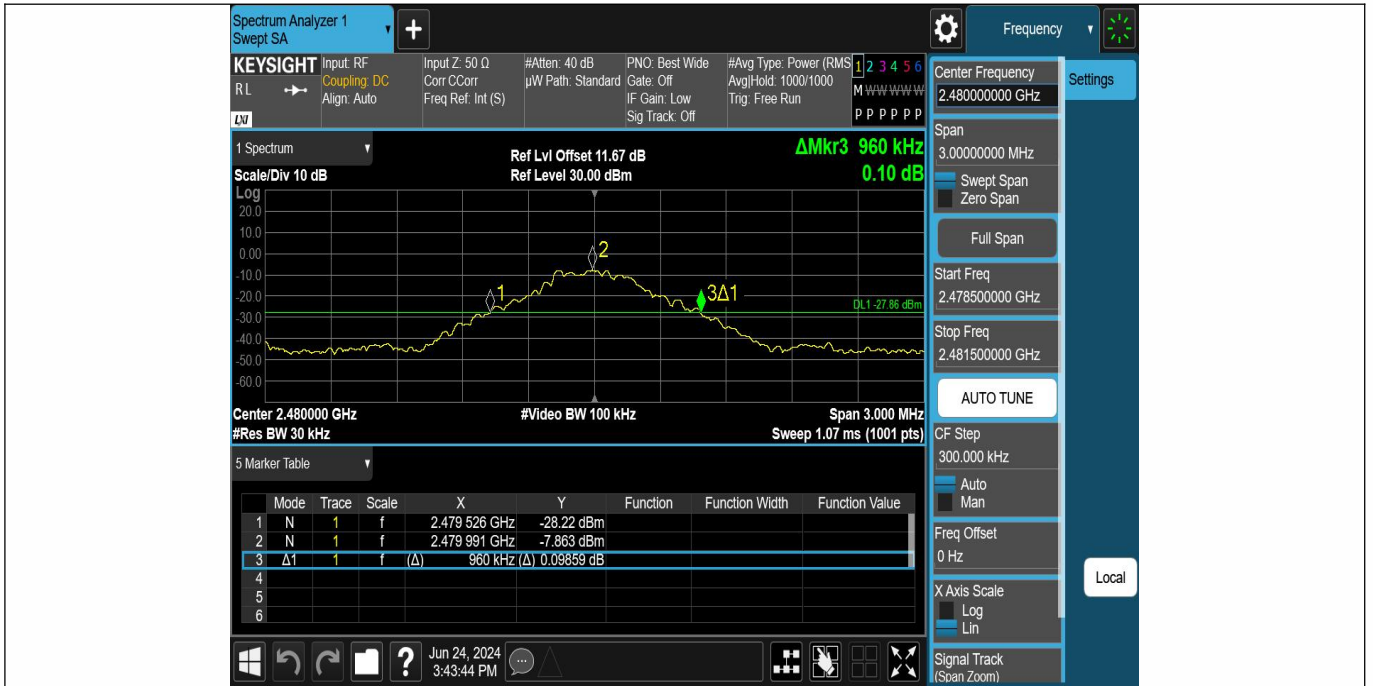 Spectrum Analyzer 1
Swept SA
+
Frequency
KEYSIGHT
RL
LXI
Input: RF
Coupling: DC
Align: Auto
Input Z: 50 Ω
Corr CCorr
Freq Ref: Int (S)
#Atten: 40 dB
µW Path: Standard
PNO: Best Wide
Gate: Off
IF Gain: Low
Sig Track: Off
#Avg Type: Power (RMS
Avg|Hold: 1000/1000
Trig: Free Run
1 2 3 4 5 6
M W W W W W
P P P P P P
1 Spectrum
Scale/Div 10 dB
Ref Lvl Offset 11.67 dB
Ref Level 30.00 dBm
ΔMkr3 960 kHz
0.10 dB
Log
20.0
10.0
0.00
-10.0
-20.0
-30.0
-40.0
-50.0
-60.0
1
2
3Δ1
DL1 -27.86 dBm
Center 2.480000 GHz
#Video BW 100 kHz
Span 3.000 MHz
#Res BW 30 kHz
Sweep 1.07 ms (1001 pts)
5 Marker Table
Mode Trace Scale X Y Function Function Width Function Value
1 N 1 f 2.479 526 GHz -28.22 dBm
2 N 1 f 2.479 991 GHz -7.863 dBm
3 Δ1 1 f (Δ) 960 kHz (Δ) 0.09859 dB
4
5
6
?
Jun 24, 2024
3:43:44 PM
Center Frequency
2.480000000 GHz
Settings
Span
3.00000000 MHz
Swept Span
Zero Span
Full Span
Start Freq
2.478500000 GHz
Stop Freq
2.481500000 GHz
AUTO TUNE
CF Step
300.000 kHz
Auto
Man
Freq Offset
0 Hz
Local
X Axis Scale
Log
Lin
Signal Track
(Span Zoom)